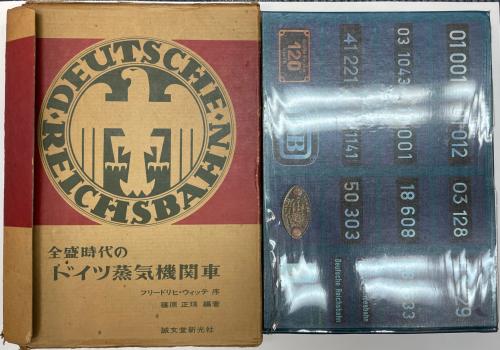 DEUTSCHE
REICHSBAHN
全盛時代の
ドイツ蒸気機関車
フリードリヒ・ウィッテ 序
篠原 正瑛 編著
誠文堂新光社
120
41 221
03 1043
01 001
012
001
1141
B
50 303
18 608
03 128
Deutsche Reichsbahn